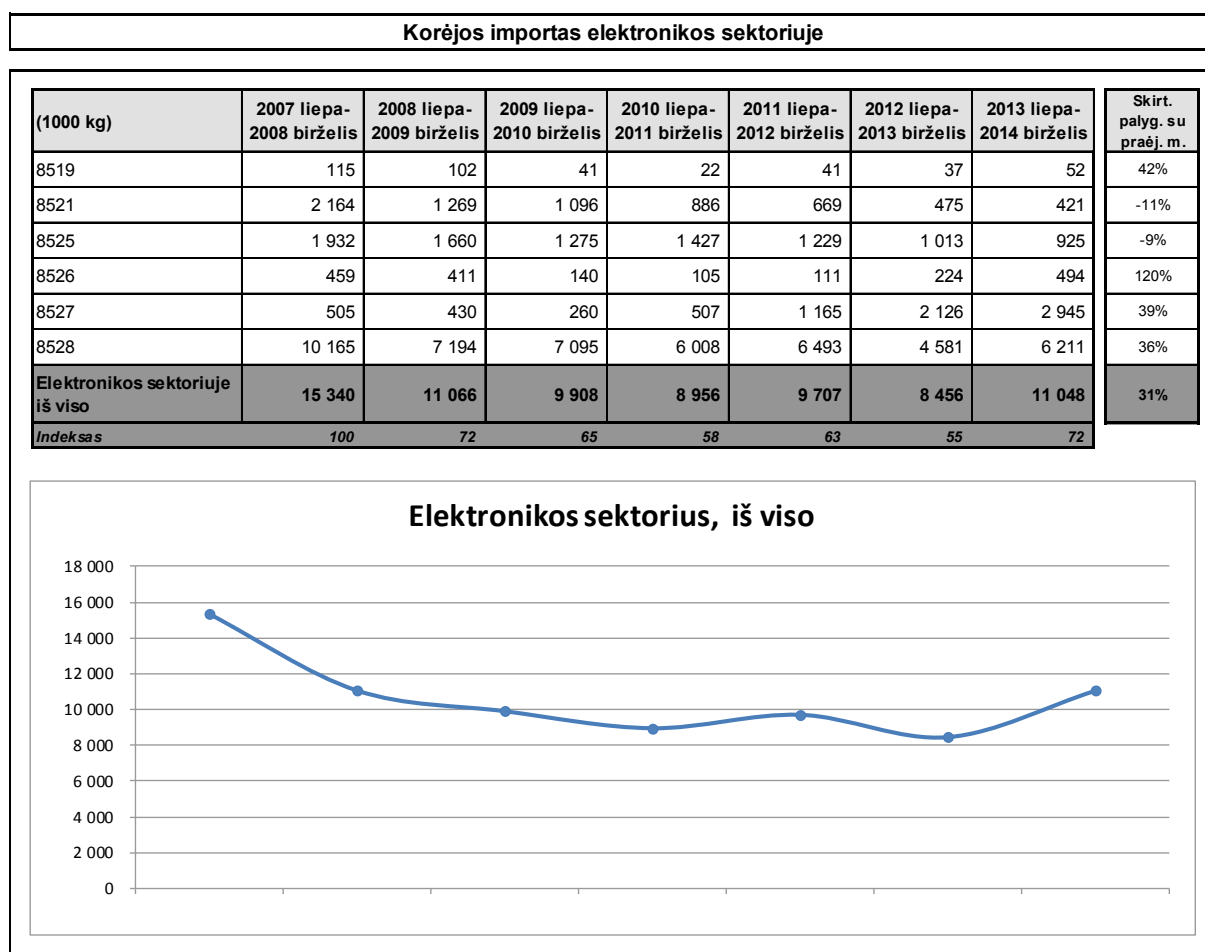 Korėjos importas elektronikos sektoriuje
(1000 kg) 2007 liepa- 2008 liepa- 2009 liepa- 2010 liepa- 2011 liepa- 2012 liepa- 2013 liepa- Skirt.
2008 birželis 2009 birželis 2010 birželis 2011 birželis 2012 birželis 2013 birželis 2014 birželis palyg. su
praėj. m.
8519 115 102 41 22 41 37 52 42%
8521 2 164 1 269 1 096 886 669 475 421 -11%
8525 1 932 1 660 1 275 1 427 1 229 1 013 925 -9%
8526 459 411 140 105 111 224 494 120%
8527 505 430 260 507 1 165 2 126 2 945 39%
8528 10 165 7 194 7 095 6 008 6 493 4 581 6 211 36%
Elektronikos sektoriuje
iš viso 15 340 11 066 9 908 8 956 9 707 8 456 11 048 31%
Indeksas 100 72 65 58 63 55 72
Elektronikos sektorius, iš viso
18 000
16 000
14 000
12 000
10 000
8 000
6 000
4 000
2 000
0